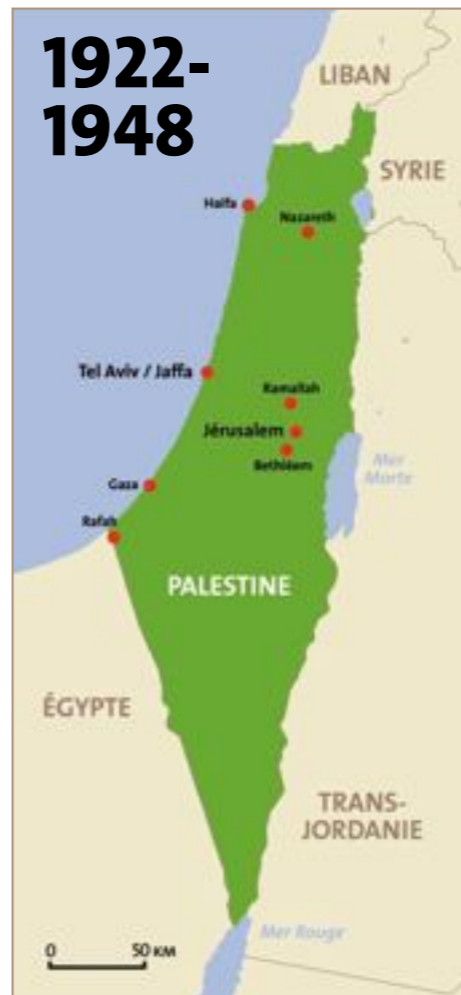 1922-
1948
LIBAN
SYRIE
Haifa
Nazareth
Tel Aviv / Jaffa
Ramallah
Jérusalem
Bethléem
Mer
Morte
Gaza
Rafah
PALESTINE
ÉGYPTE
TRANS-
JORDANIE
0 50 KM
Mer Rouge